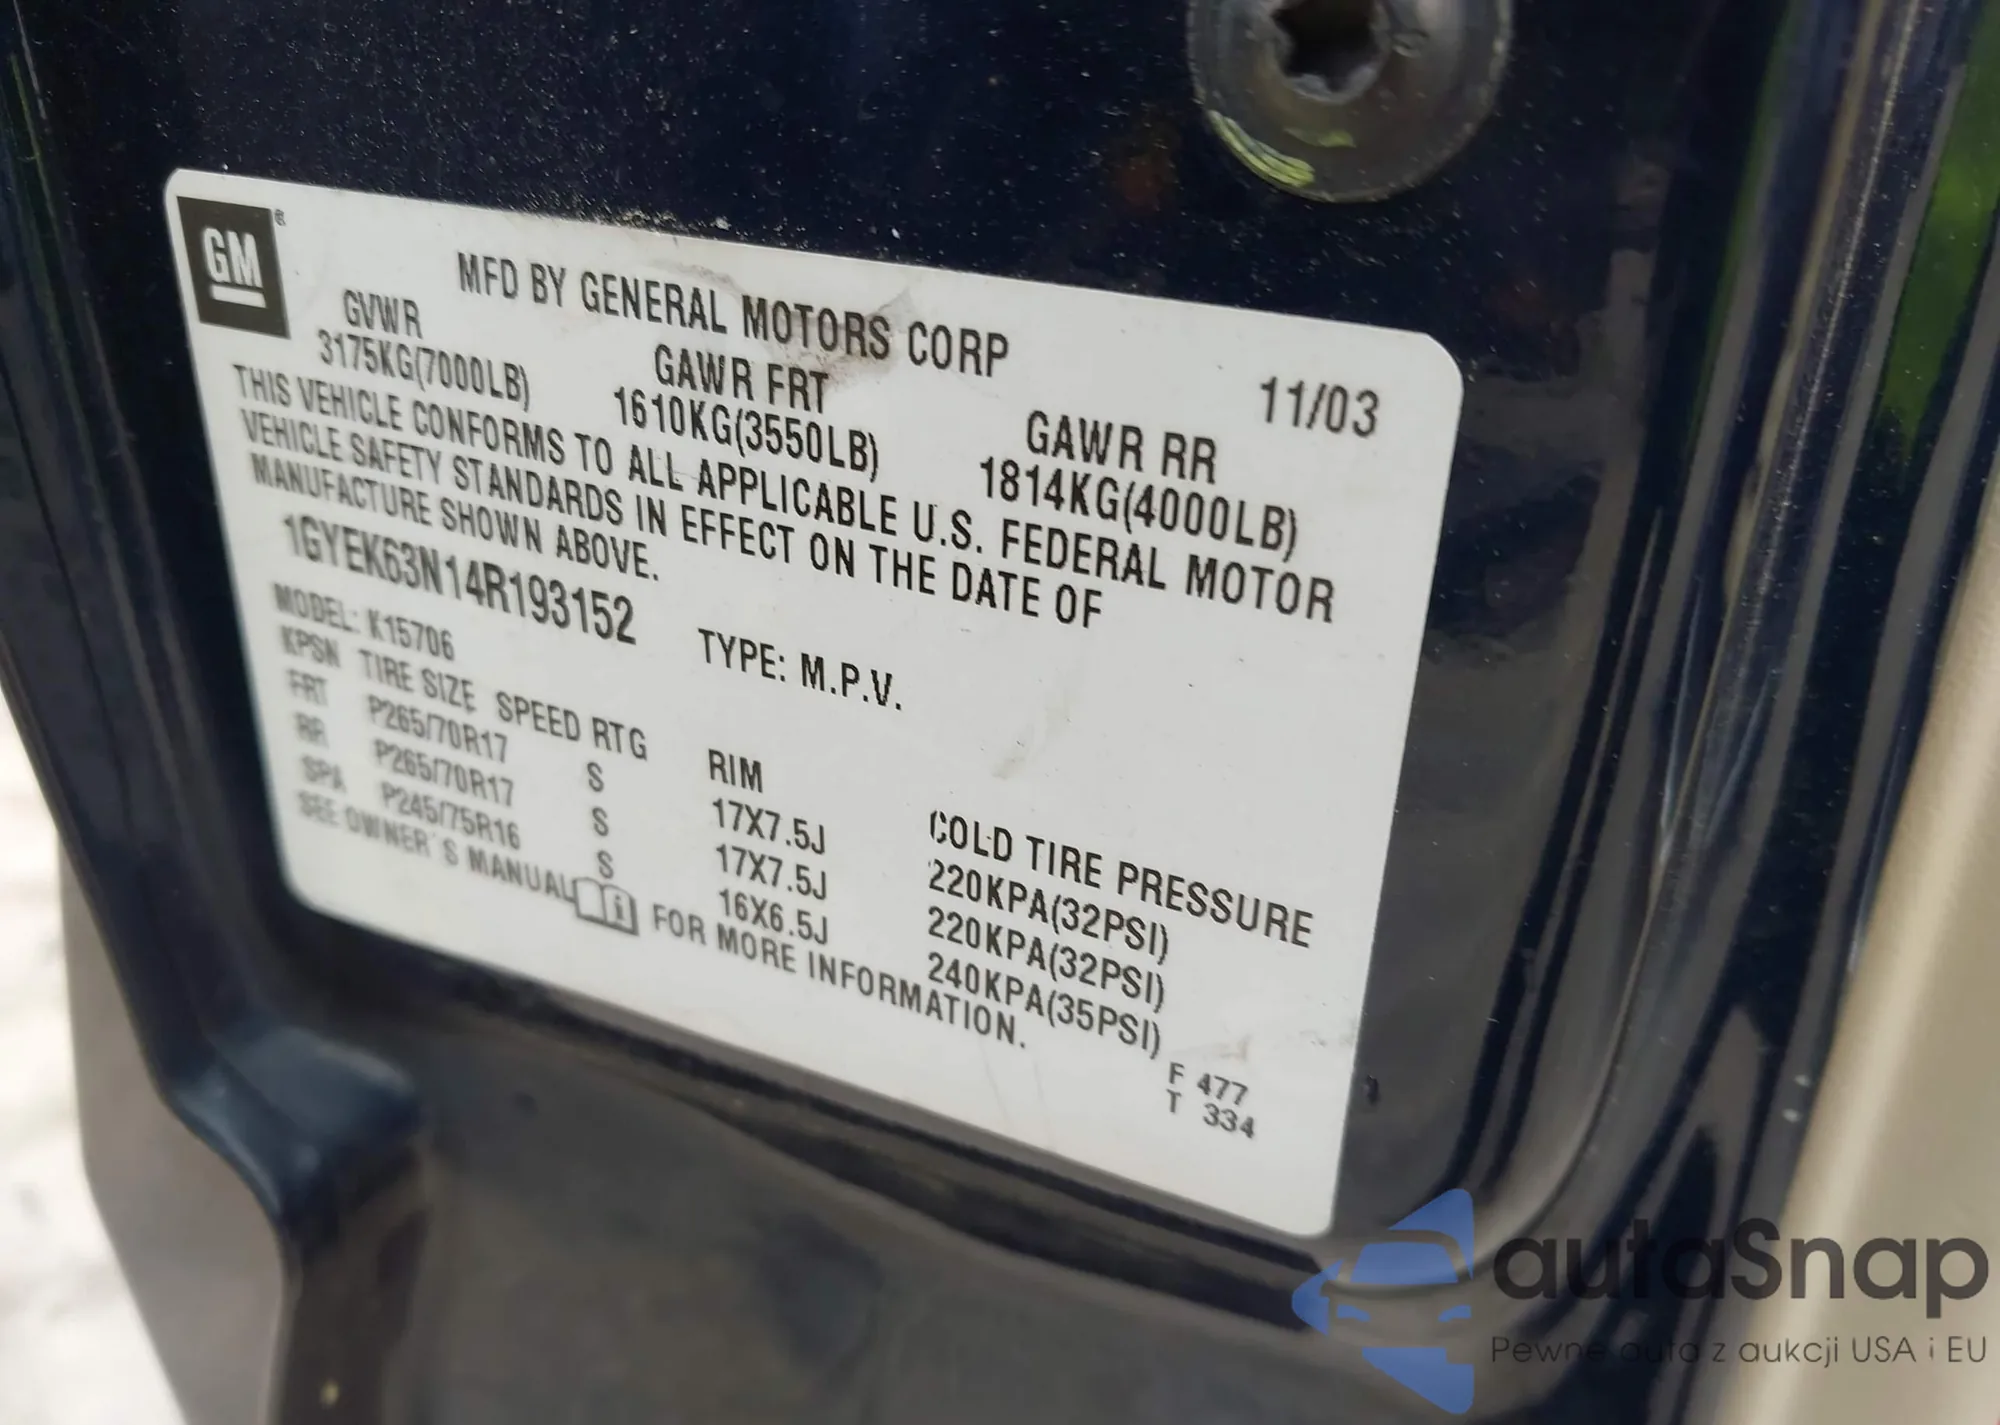 GM®
MFD BY GENERAL MOTORS CORP
11/03
GVWR GAWR FRT GAWR RR
3175KG(7000LB) 1610KG(3550LB) 1814KG(4000LB)
THIS VEHICLE CONFORMS TO ALL APPLICABLE U.S. FEDERAL MOTOR
VEHICLE SAFETY STANDARDS IN EFFECT ON THE DATE OF
MANUFACTURE SHOWN ABOVE.
1GYEK63N14R193152 TYPE: M.P.V.
MODEL: K15706
KPSN TIRE SIZE SPEED RTG RIM COLD TIRE PRESSURE
FRT P265/70R17 S 17X7.5J 220KPA(32PSI)
RR P265/70R17 S 17X7.5J 220KPA(32PSI)
SPA P245/75R16 S 16X6.5J 240KPA(35PSI)
SEE OWNER'S MANUAL FOR MORE INFORMATION.
F 477
T 334
autaSnap
Pewne auta z aukcji USA i EU